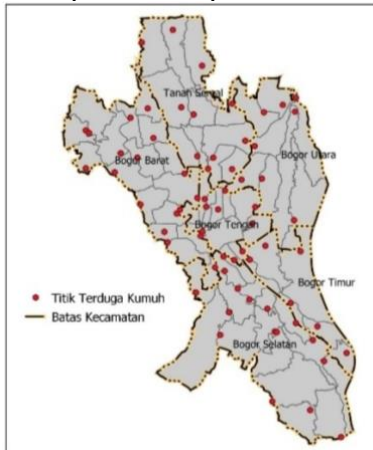 Tanah Sereal
Bogor Barat
Bogor Utara
Bogor Tengah
Bogor Timur
Titik Terduga Kumuh
Batas Kecamatan
Bogor Selatan